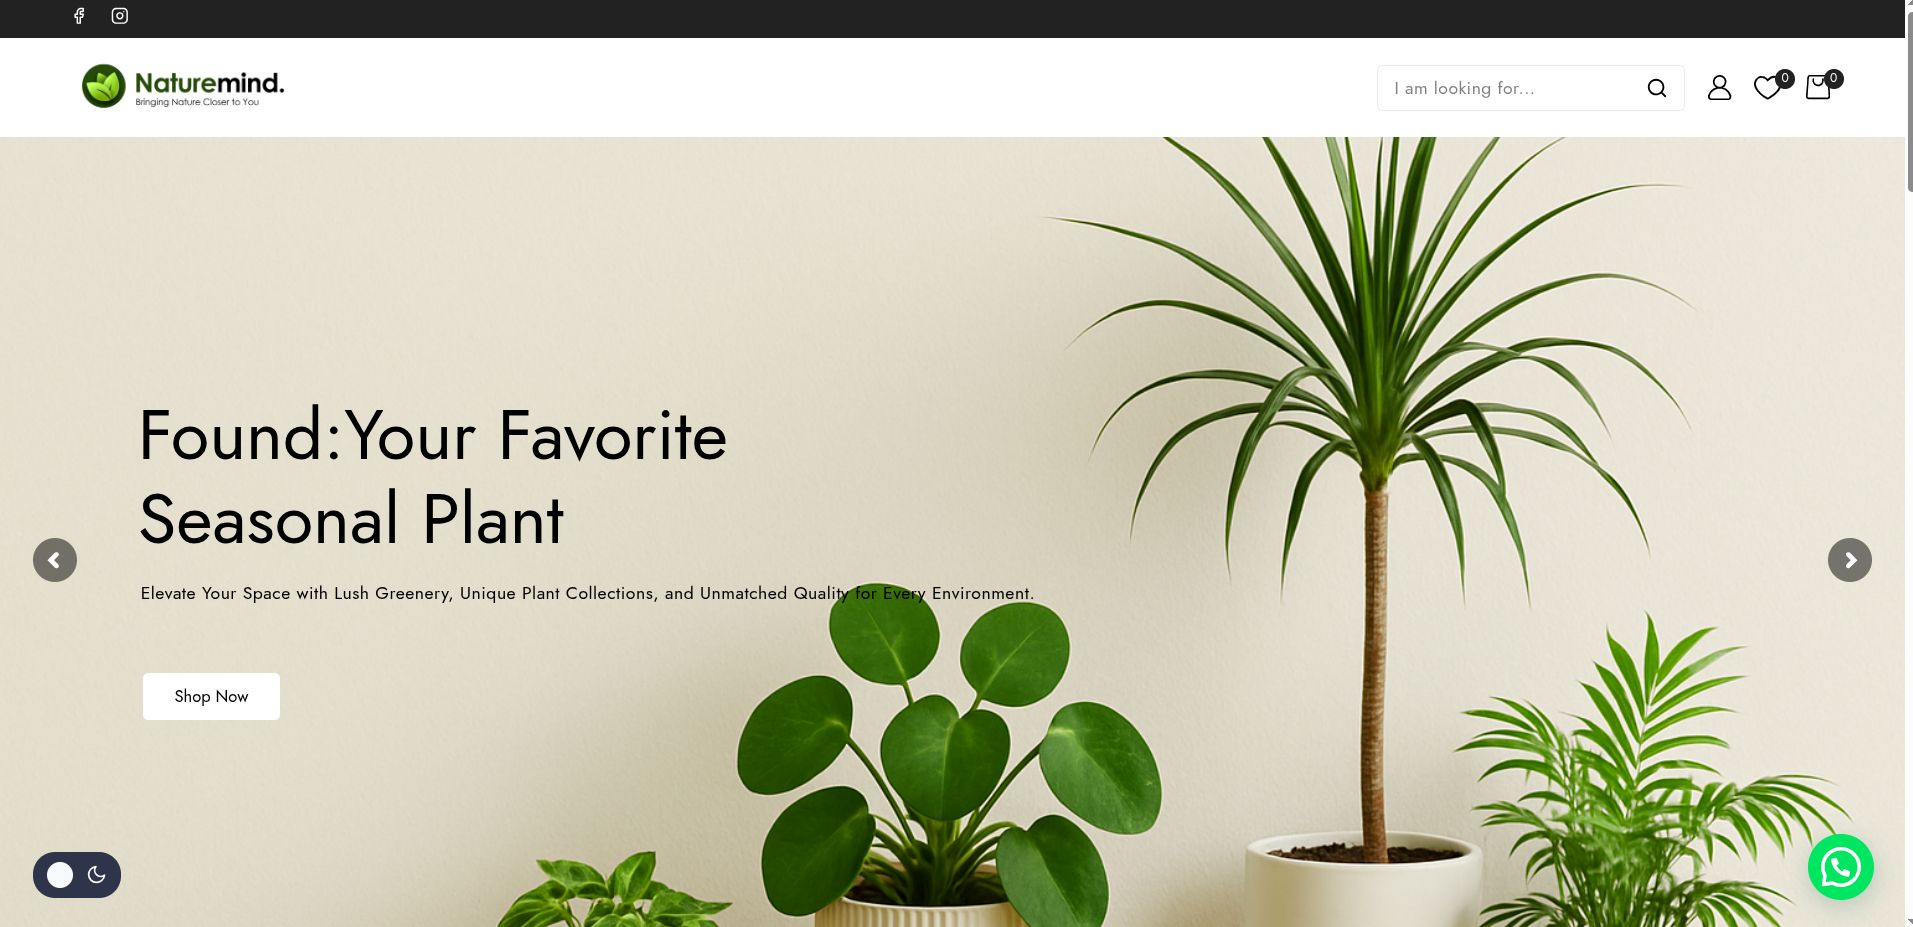 Naturemind.
Bringing Nature Closer to You
I am looking for...
0
0
Found:Your Favorite
Seasonal Plant
Elevate Your Space with Lush Greenery, Unique Plant Collections, and Unmatched Quality for Every Environment.
Shop Now